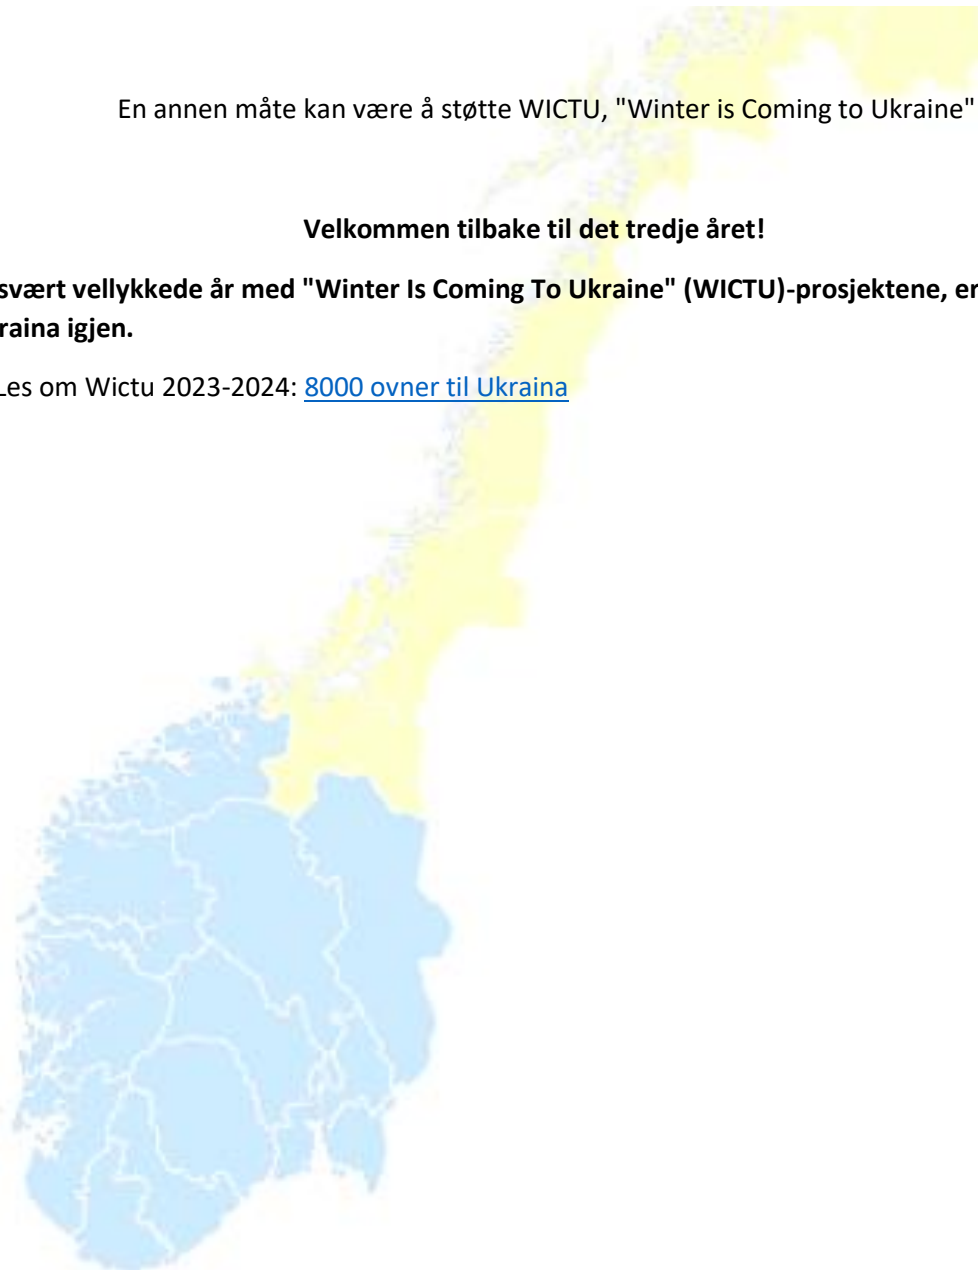 En annen måte kan være å støtte WICTU, "Winter is Coming to Ukraine"
Velkommen tilbake til det tredje året!
svært vellykkede år med "Winter Is Coming To Ukraine" (WICTU)-prosjektene, er
raina igjen.
Les om Wictu 2023-2024: 8000 ovner til Ukraina